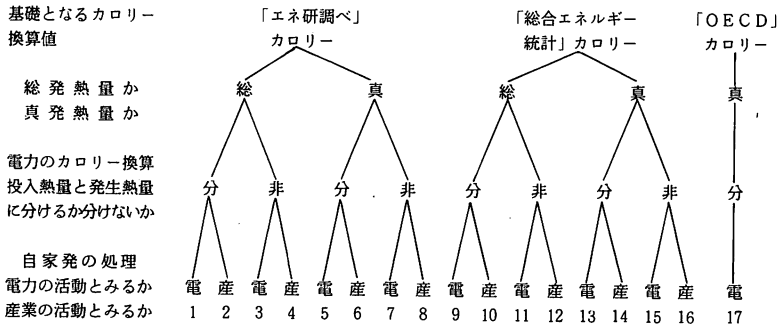 基礎となるカロリー 「エネ研調べ」 「総合エネルギー 「OECD」
換算値 カロリー 統計」カロリー カロリー
総発熱量か 総 真 総 真 真
真発熱量か
電力のカロリー換算
投入熱量と発生熱量 分 非 分 非 分 非 分 非 分
に分けるか分けないか
自家発の処理
電力の活動とみるか 電 産 電 産 電 産 電 産 電 産 電 産 電 産 電 産 電
産業の活動とみるか 1 2 3 4 5 6 7 8 9 10 11 12 13 14 15 16 17